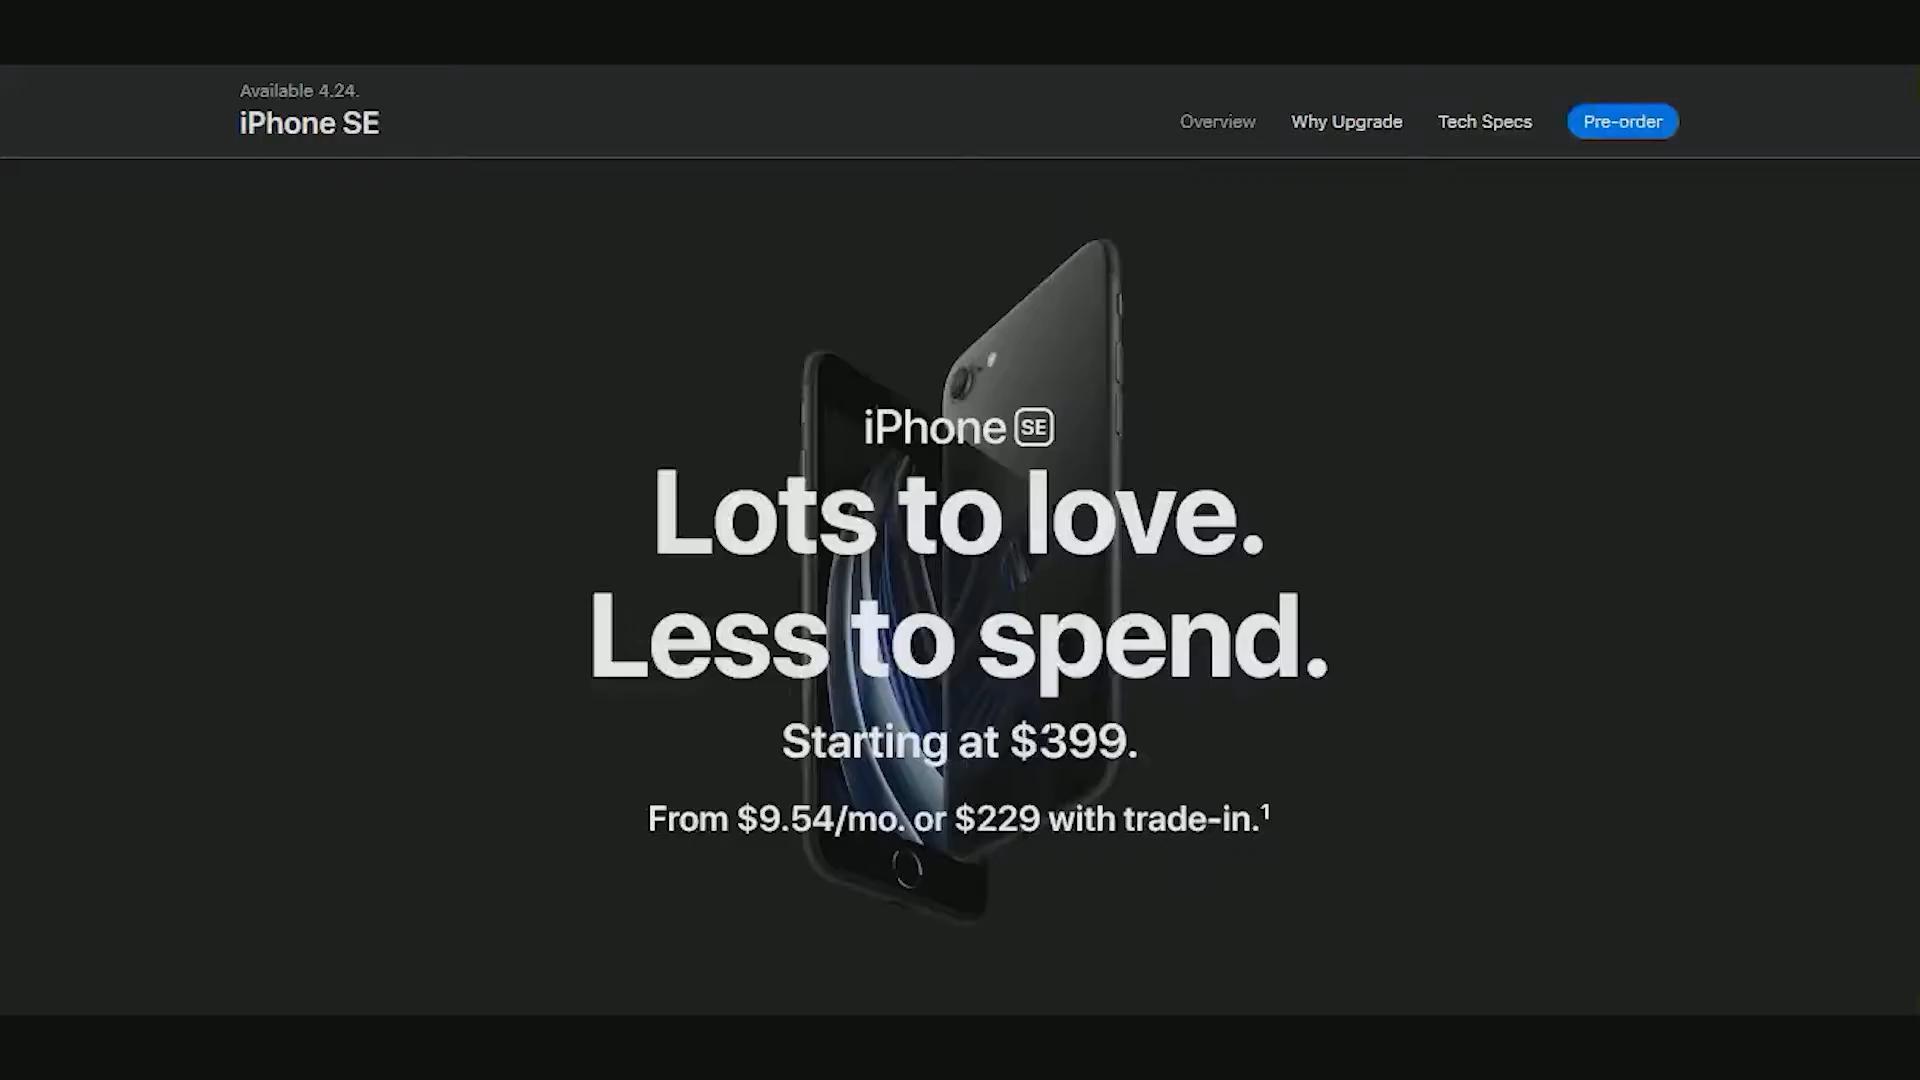 Available 4.24.
iPhone SE
Overview
Why Upgrade
Tech Specs
Pre-order
iPhone SE
Lots to love.
Less to spend.
Starting at $399.
From $9.54/mo. or $229 with trade-in.¹